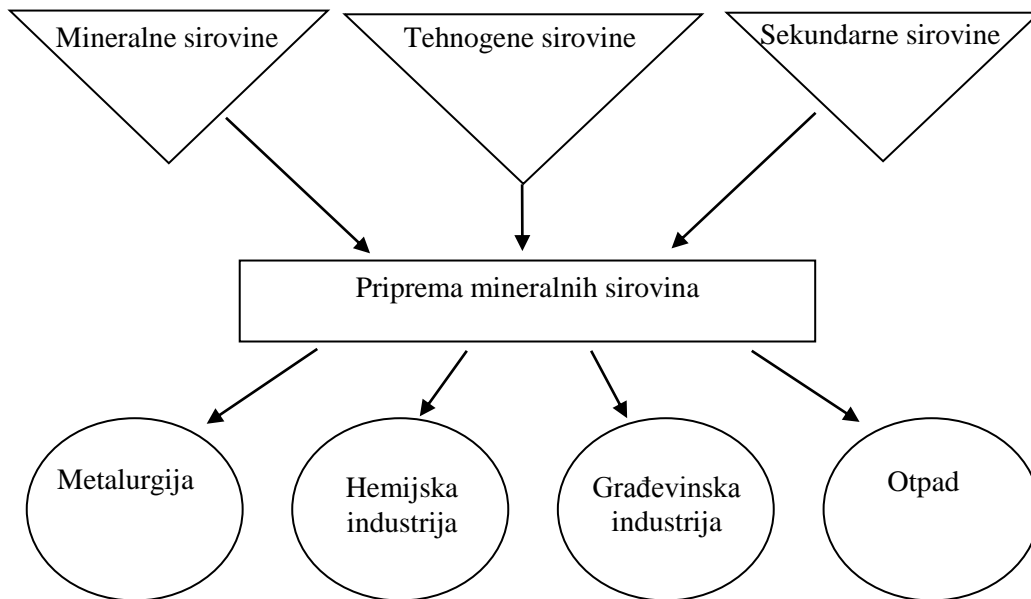 Mineralne sirovine
Tehnogene sirovine
Sekundarne sirovine
Priprema mineralnih sirovina
Metalurgija
Hemijska
industrija
Građevinska
industrija
Otpad